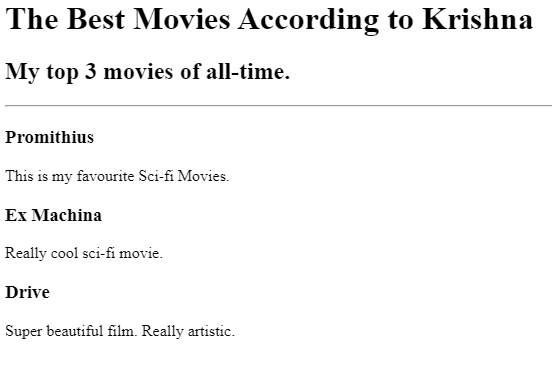 The Best Movies According to Krishna
My top 3 movies of all-time.
Promithius
This is my favourite Sci-fi Movies.
Ex Machina
Really cool sci-fi movie.
Drive
Super beautiful film. Really artistic.